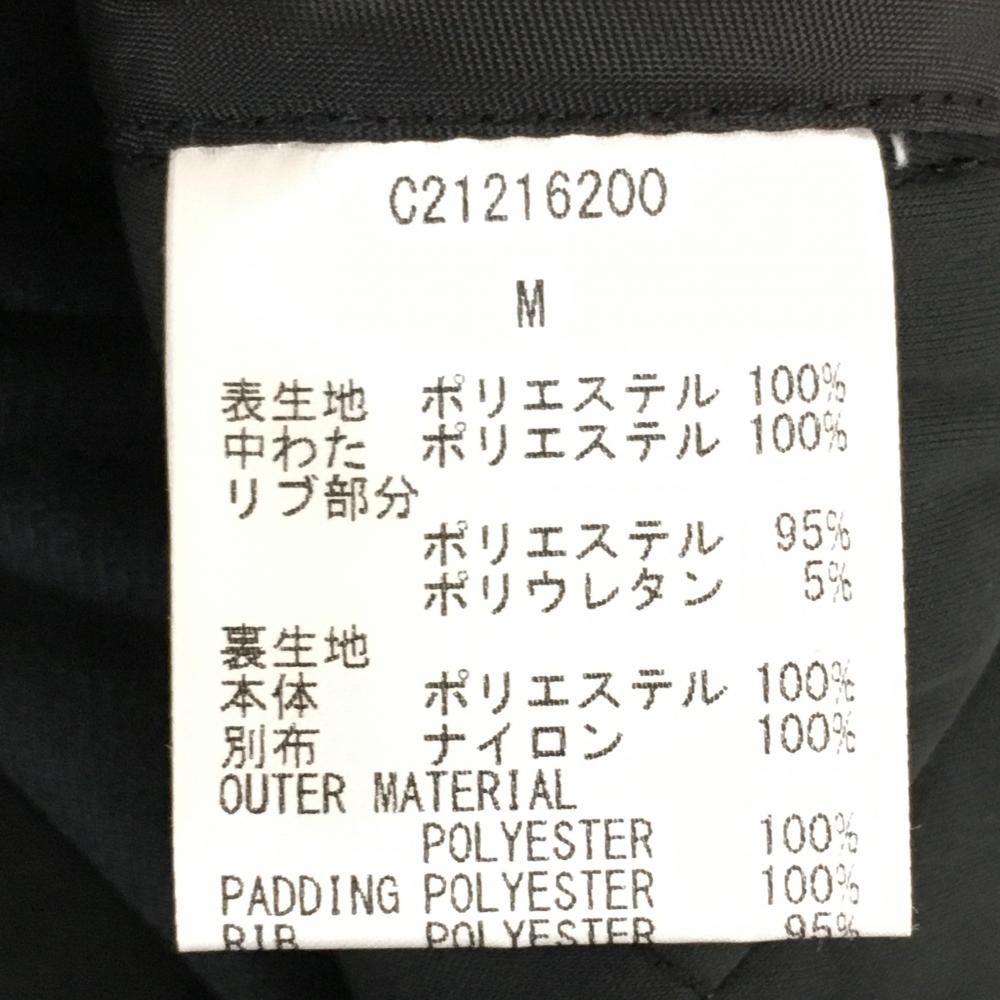 C21216200
M
表生地 ポリエステル 100%
中わた ポリエステル 100%
リブ部分
ポリエステル 95%
ポリウレタン 5%
裏生地
本体 ポリエステル 100%
別布 ナイロン 100%
OUTER MATERIAL
POLYESTER 100%
PADDING POLYESTER 100%
RIB POLYESTER 95%